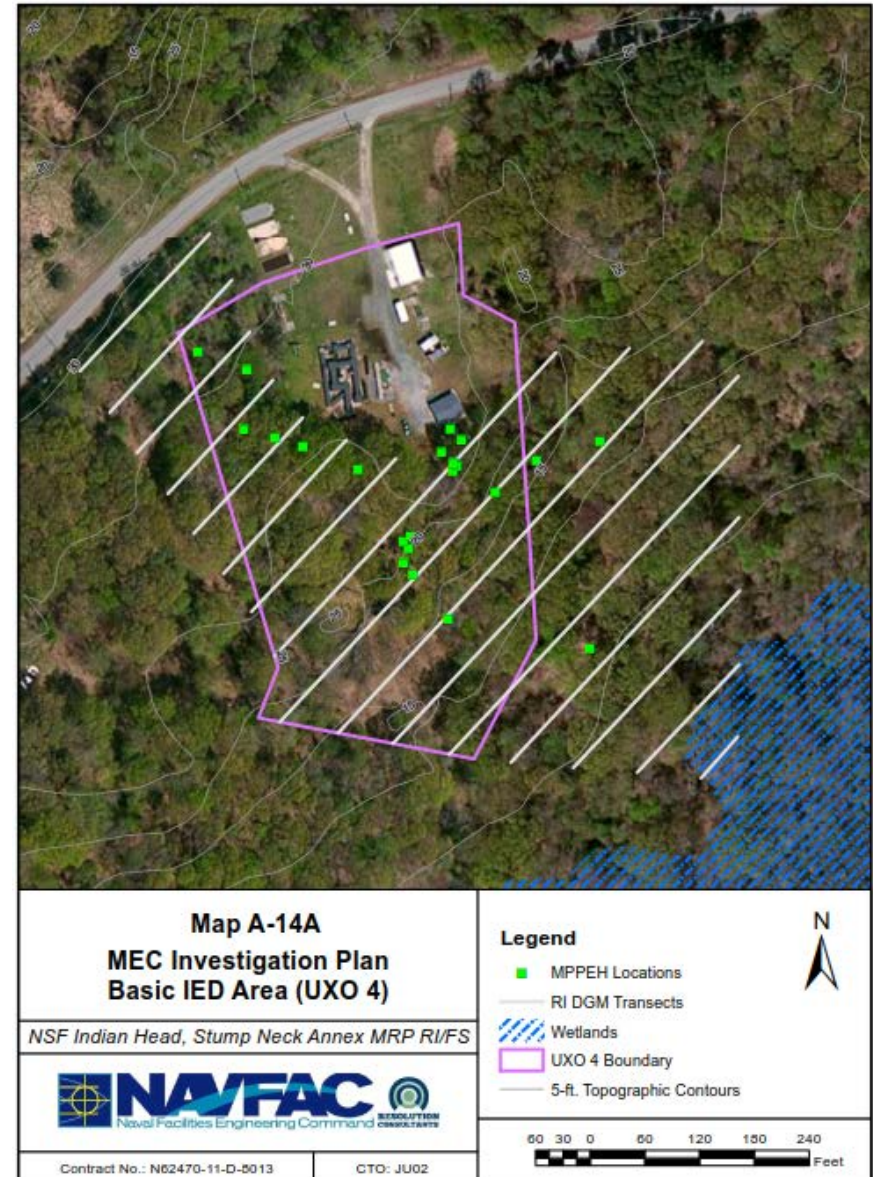 Map A-14A
MEC Investigation Plan
Basic IED Area (UXO 4)
NSF Indian Head, Stump Neck Annex MRP RI/FS
NAVFAC
Naval Facilities Engineering Command
RESOLUTION
CONSULTANTS
Contract No.: N62470-11-D-8013
CTO: JU02
Legend
MPPEH Locations
RI DGM Transects
Wetlands
UXO 4 Boundary
5-ft. Topographic Contours
N
60 30 0 60 120 180 240
Feet